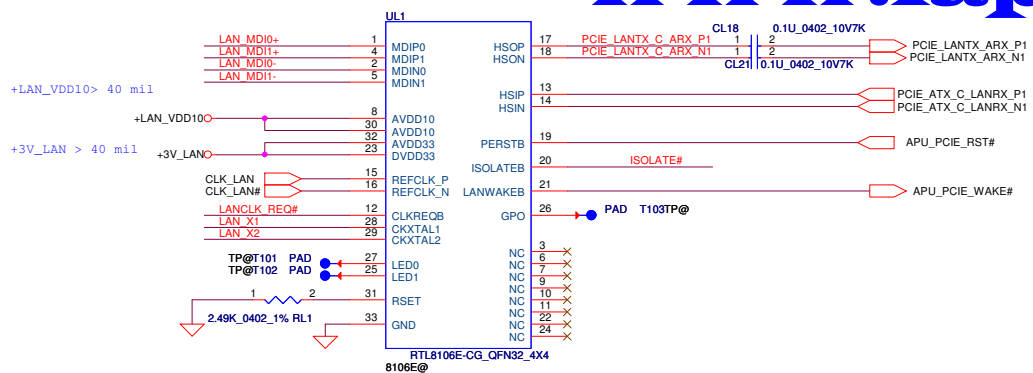 UL1
CL18 0.1U_0402_10V7K
LAN_MDI0+ 1 MDIP0 HSOP 17 PCIE_LANTX_C_ARX_P1 1 2 PCIE_LANTX_ARX_P1
LAN_MDI1+ 4 MDIP1 HSON 18 PCIE_LANTX_C_ARX_N1 1 2 PCIE_LANTX_ARX_N1
LAN_MDI0- 2 MDIN0 CL21 0.1U_0402_10V7K
LAN_MDI1- 5 MDIN1
+LAN_VDD10> 40 mil HSIP 13 PCIE_ATX_C_LANRX_P1
HSIN 14 PCIE_ATX_C_LANRX_N1
+LAN_VDD10 8 AVDD10
30 AVDD10
32 AVDD33 PERSTB 19 APU_PCIE_RST#
+3V_LAN > 40 mil +3V_LAN 23 DVDD33
ISOLATEB 20 ISOLATE#
CLK_LAN 15 REFCLK_P
CLK_LAN# 16 REFCLK_N LANWAKEB 21 APU_PCIE_WAKE#
LANCLK_REQ# 12 CLKREQB GPO 26 PAD T103TP@
LAN_X1 28 CKXTAL1
LAN_X2 29 CKXTAL2
NC 3
NC 6
TP@T101 PAD 27 LED0 NC 7
TP@T102 PAD 25 LED1 NC 9
NC 10
1 2 31 RSET NC 11
2.49K_0402_1% RL1 NC 22
33 GND NC 24
RTL8106E-CG_QFN32_4X4
8106E@